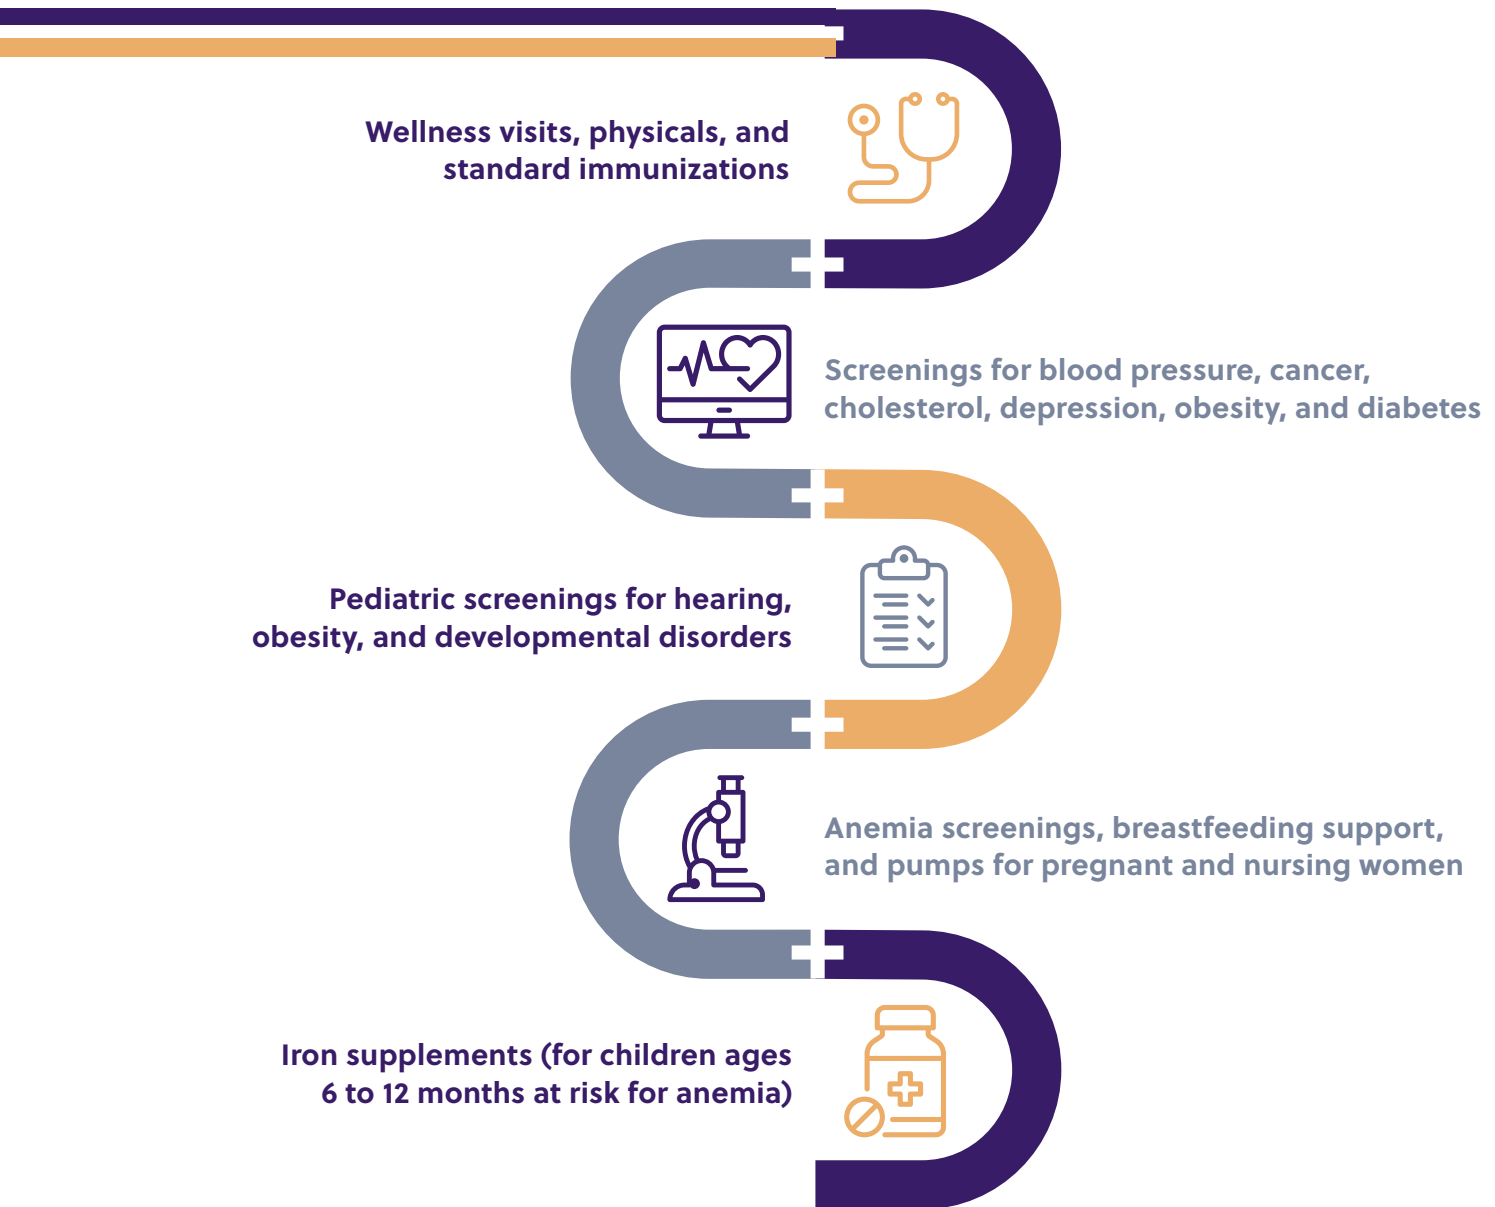 Wellness visits, physicals, and
standard immunizations
Screenings for blood pressure, cancer,
cholesterol, depression, obesity, and diabetes
Pediatric screenings for hearing,
obesity, and developmental disorders
Anemia screenings, breastfeeding support,
and pumps for pregnant and nursing women
Iron supplements (for children ages
6 to 12 months at risk for anemia)